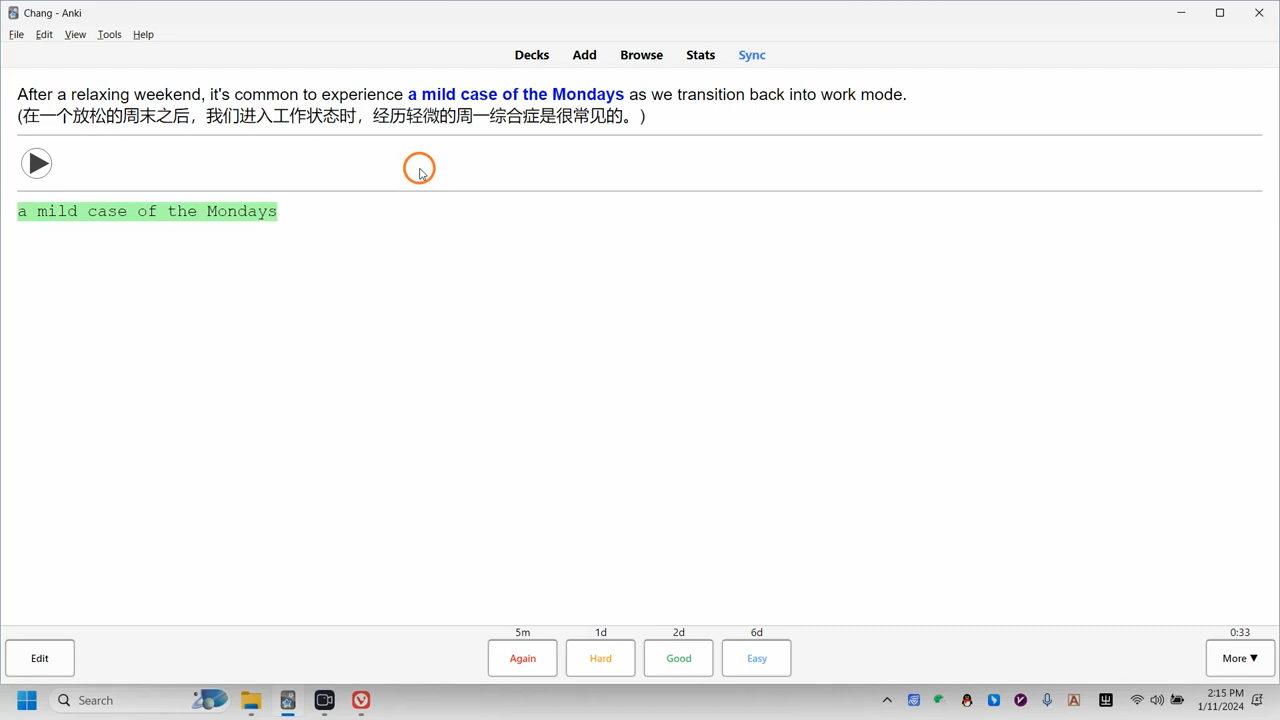 Chang - Anki
File Edit View Tools Help
Decks Add Browse Stats Sync
After a relaxing weekend, it's common to experience a mild case of the Mondays as we transition back into work mode.
(在一个放松的周末之后，我们进入工作状态时，经历轻微的周一综合症是很常见的。)
a mild case of the Mondays
5m 1d 2d 6d 0:33
Edit Again Hard Good Easy More ▼
Search
2:15 PM
1/11/2024